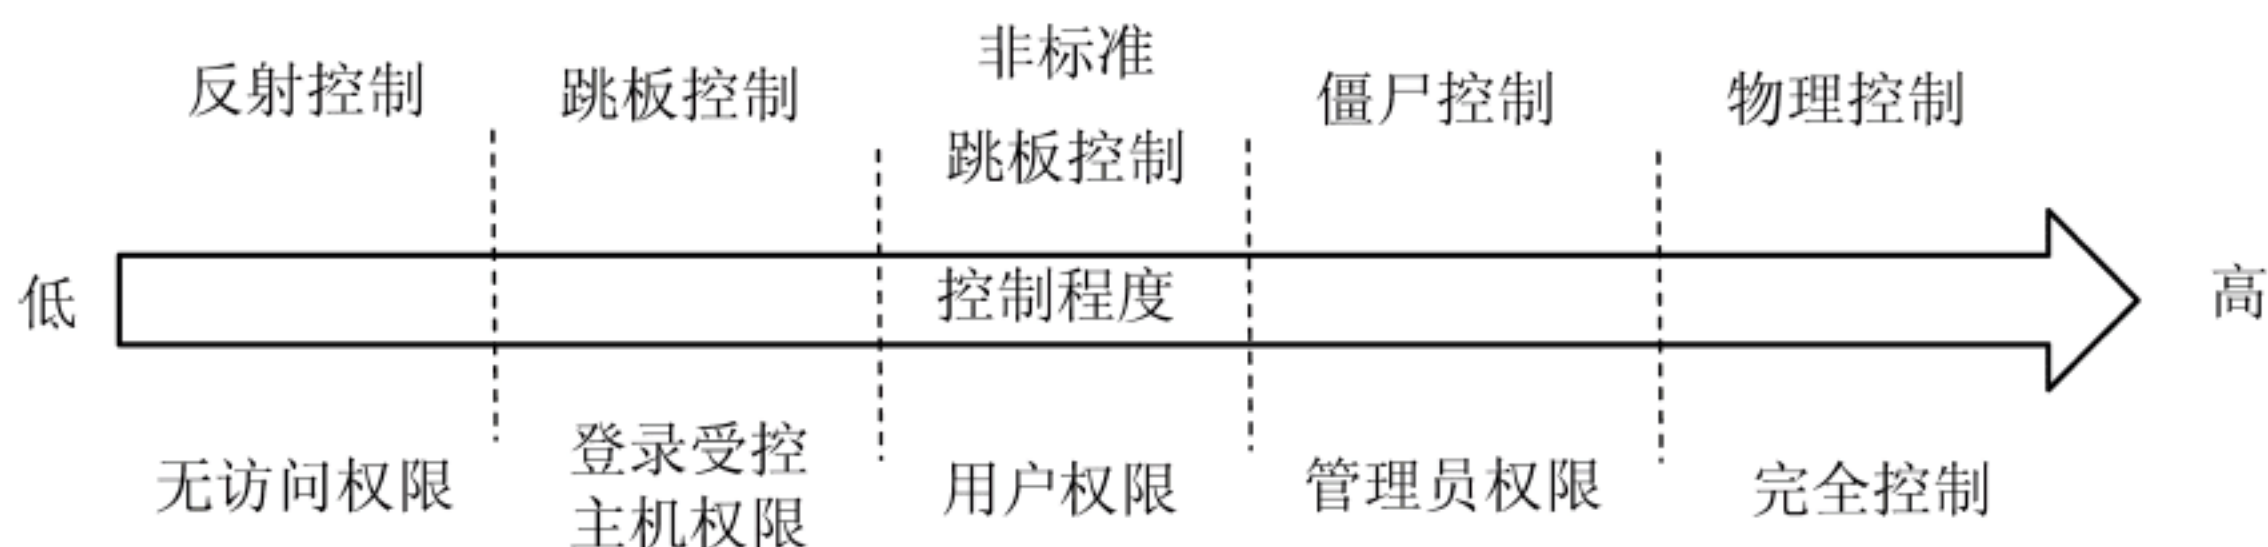 反射控制
跳板控制
非标准
跳板控制
僵尸控制
物理控制
低
控制程度
高
无访问权限
登录受控
主机权限
用户权限
管理员权限
完全控制